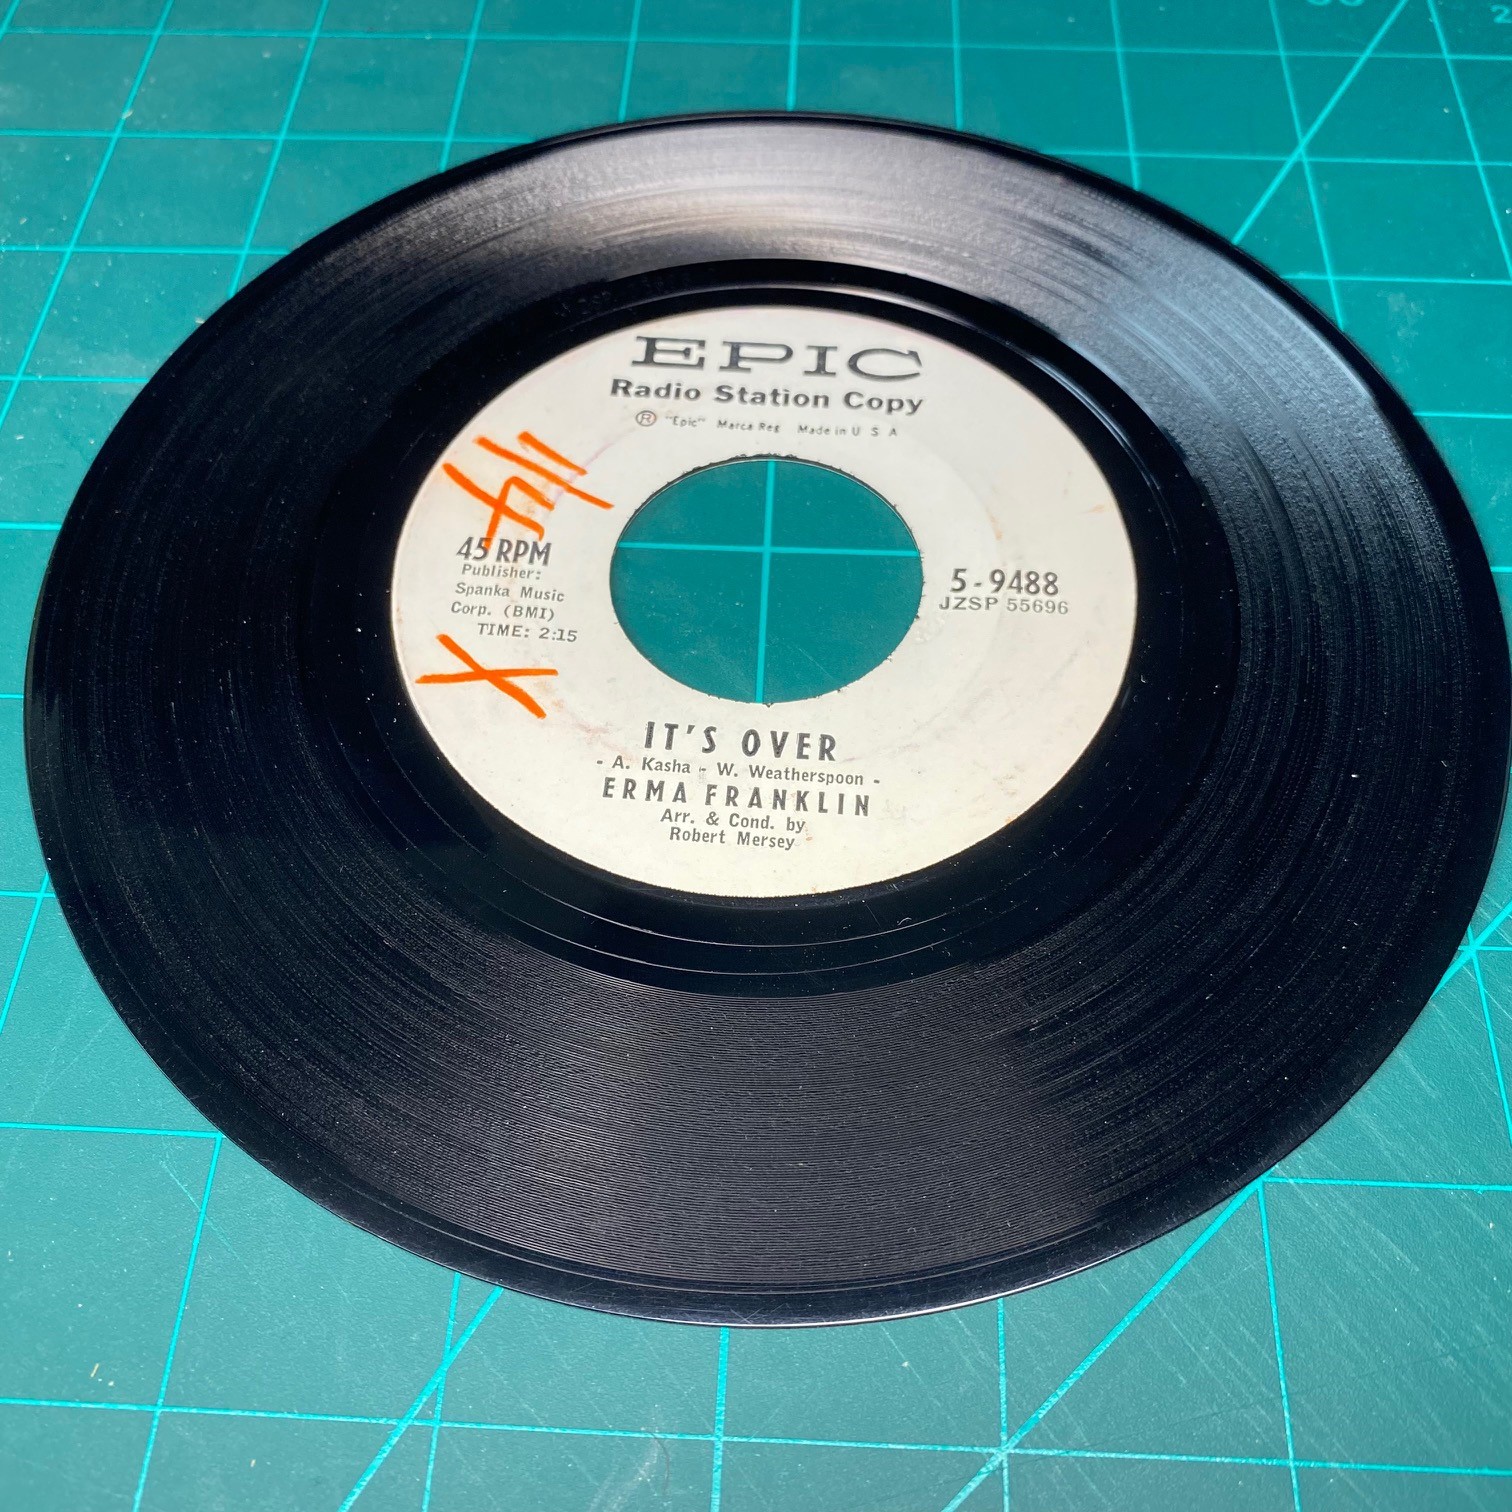 EPIC
Radio Station Copy
® "Epic" Marca Reg Made in U S A
45 RPM
Publisher:
Spanka Music
Corp. (BMI)
TIME: 2:15
X
5-9488
JZSP 55696
IT'S OVER
- A. Kasha - W. Weatherspoon -
ERMA FRANKLIN
Arr. & Cond. by
Robert Mersey